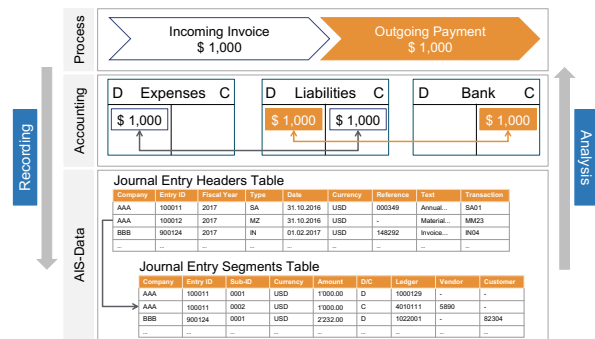 Process
Incoming Invoice
$ 1,000
Outgoing Payment
$ 1,000
Recording
Accounting
D Expenses C
$ 1,000
D Liabilities C
$ 1,000 $ 1,000
D Bank C
$ 1,000
Analysis
AIS-Data
Journal Entry Headers Table
Company Entry ID Fiscal Year Type Date Currency Reference Text Transaction
AAA 100011 2017 SA 31.10.2016 USD 000349 Annual... SA01
AAA 100012 2017 MZ 31.10.2016 USD - Material... MM23
BBB 900124 2017 IN 01.02.2017 USD 148292 Invoice... IN04
... ... ... ... ... ... ... ... ...
Journal Entry Segments Table
Company Entry ID Sub-ID Currency Amount D/C Ledger Vendor Customer
AAA 100011 0001 USD 1'000.00 D 1000129 - -
AAA 100011 0002 USD 1'000.00 C 4010111 5890 -
BBB 900124 0001 USD 2'232.00 D 1022001 - 82304
... ... ... ... ... ... ... ... ...